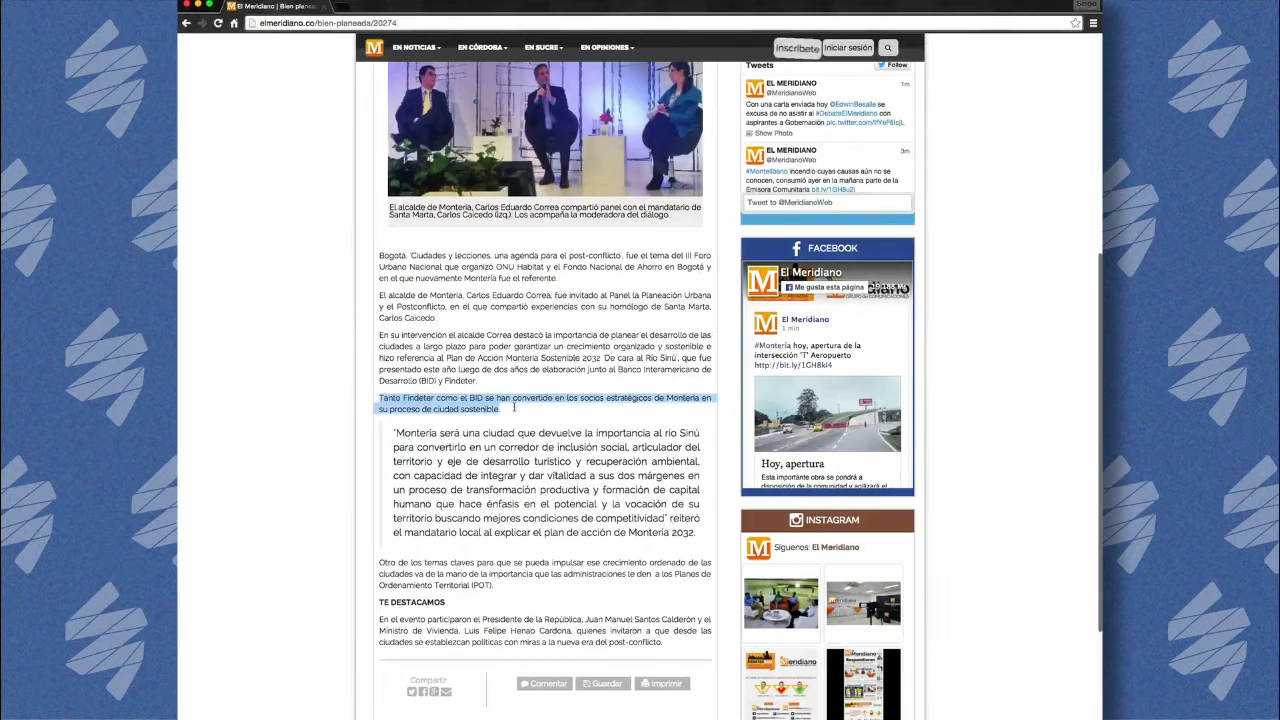 El Meridiano | Bien planea
Sergio
elmeridiano.co/bien-planeada/20274
M EN NOTICIAS EN CÓRDOBA EN SUCRE EN OPINIONES Inscríbete Iniciar sesión
Tweets Follow
El alcalde de Montería, Carlos Eduardo Correa compartió panel con el mandatario de
Santa Marta, Carlos Caicedo (izq.). Los acompaña la moderadora del diálogo.
Bogotá. 'Ciudades y lecciones, una agenda para el post-conflicto', fue el tema del III Foro
Urbano Nacional que organizó ONU Habitat y el Fondo Nacional de Ahorro en Bogotá y
en el que nuevamente Montería fue el referente.
El alcalde de Montería, Carlos Eduardo Correa, fue invitado al Panel la Planeación Urbana
y el Postconflicto, en el que compartió experiencias con su homólogo de Santa Marta,
Carlos Caicedo.
En su intervención el alcalde Correa destacó la importancia de planear el desarrollo de las
ciudades a largo plazo para poder garantizar un crecimiento organizado y sostenible e
hizo referencia al Plan de Acción Montería Sostenible 2032 'De cara al Río Sinú', que fue
presentado este año luego de dos años de elaboración junto al Banco Interamericano de
Desarrollo (BID) y Findeter.
Tanto Findeter como el BID se han convertido en los socios estratégicos de Montería en
su proceso de ciudad sostenible.
"Montería será una ciudad que devuelve la importancia al río Sinú
para convertirlo en un corredor de inclusión social, articulador del
territorio y eje de desarrollo turístico y recuperación ambiental,
con capacidad de integrar y dar vitalidad a sus dos márgenes en
un proceso de transformación productiva y formación de capital
humano que hace énfasis en el potencial y la vocación de su
territorio buscando mejores condiciones de competitividad" reiteró
el mandatario local al explicar el plan de acción de Montería 2032.
Otro de los temas claves para que se pueda impulsar ese crecimiento ordenado de las
ciudades va de la mano de la importancia que las administraciones le den a los Planes de
Ordenamiento Territorial (POT).
TE DESTACAMOS
En el evento participaron el Presidente de la República, Juan Manuel Santos Calderón y el
Ministro de Vivienda, Luis Felipe Henao Cardona, quienes invitaron a que desde las
ciudades se establezcan políticas con miras a la nueva era del post-conflicto.
Compartir
Comentar Guardar Imprimir
M EL MERIDIANO 1m
@MeridianoWeb
Con una carta enviada hoy @EdwinBesaile se
excusa de no asistir al #DebateElMeridiano con
aspirantes a Gobernación pic.twitter.com/lfYeF6IcjL
Show Photo
M EL MERIDIANO 3m
@MeridianoWeb
#Montelíbano incendio cuyas causas aún no se
conocen, consumió ayer en la mañana parte de la
Emisora Comunitaria bit.ly/1GH8u2i
Tweet to @MeridianoWeb
FACEBOOK
M El Meridiano
Me gusta esta página
M El Meridiano
1 min
#Montería hoy, apertura de la
intersección "T" Aeropuerto
http://bit.ly/1GH8ki4
Hoy, apertura
Esta importante obra se pondrá a
disposición de la comunidad y agilizará el
INSTAGRAM
M Síguenos: El Meridiano
Meridiano